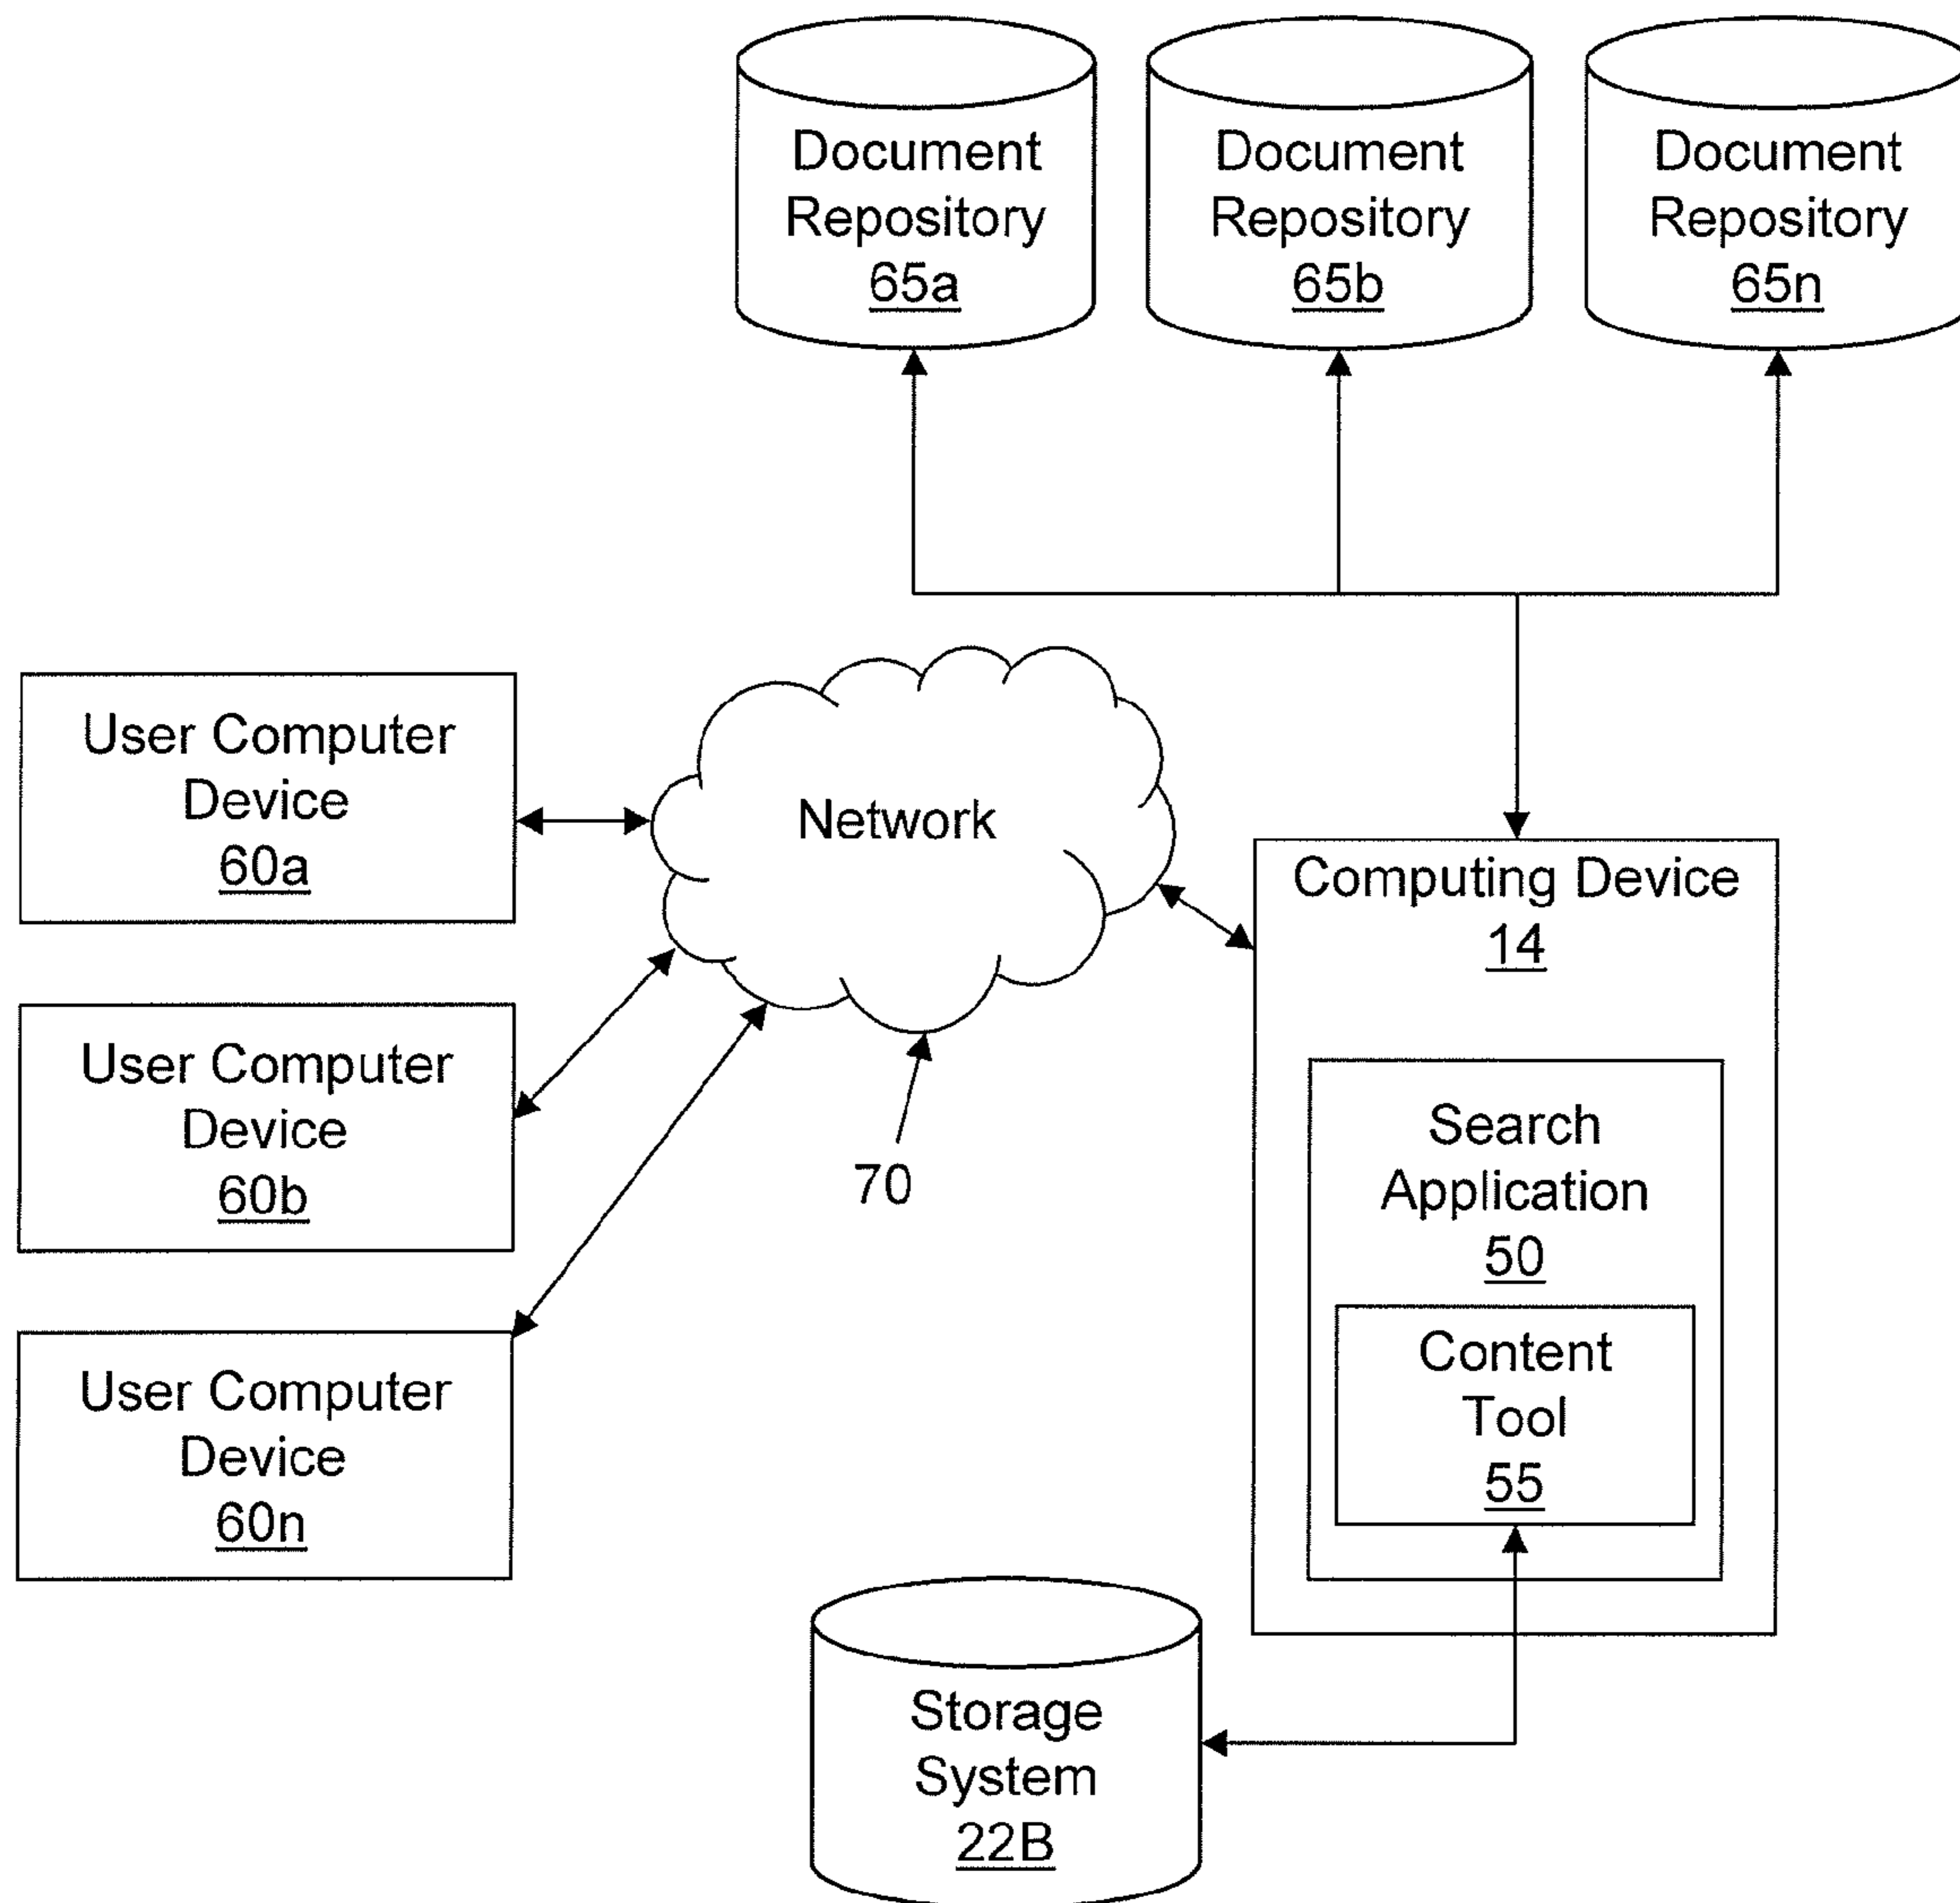 Document
Repository
65a
Document
Repository
65b
Document
Repository
65n
User Computer
Device
60a
Network
Computing Device
14
User Computer
Device
60b
70
Search
Application
50
User Computer
Device
60n
Content
Tool
55
Storage
System
22B